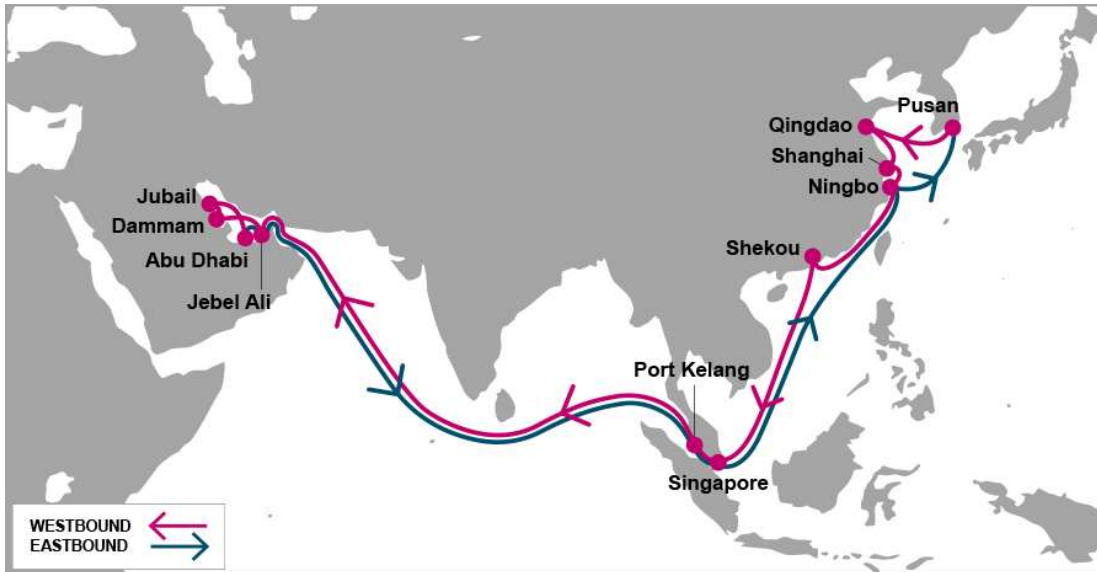 Pusan
Qingdao
Shanghai
Ningbo
Jubail
Dammam
Abu Dhabi
Shekou
Jebel Ali
Port Kelang
Singapore
WESTBOUND
EASTBOUND